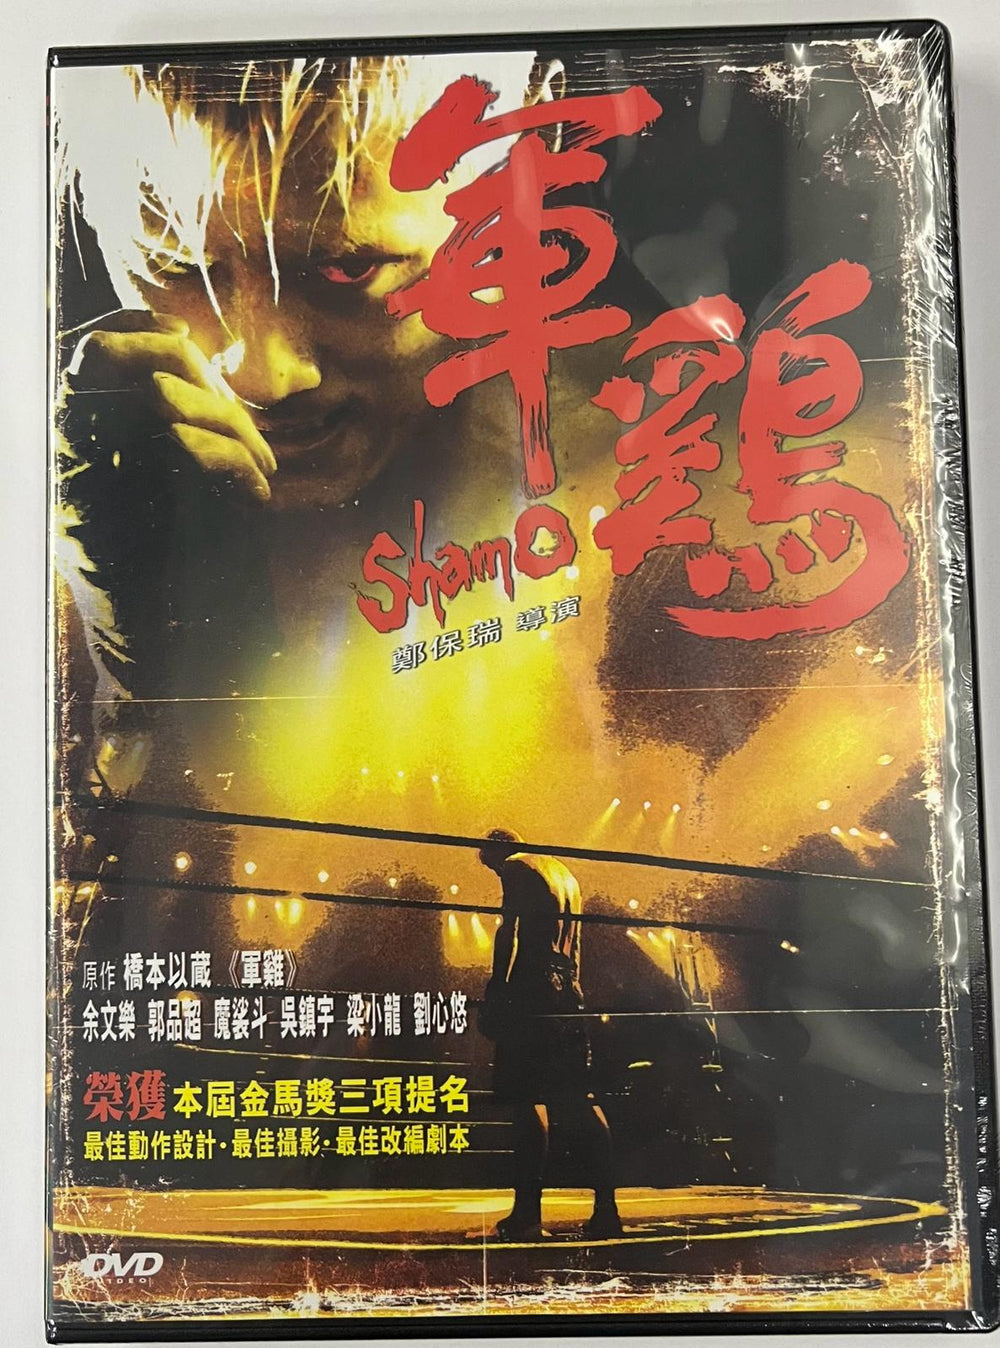 軍鷄
Shamo
鄭保瑞 導演
原作 橋本以蔵《軍雞》
余文樂 郭品超 魔裟斗 吳鎮宇 梁小龍 劉心悠
榮獲 本屆金馬獎三項提名
最佳動作設計・最佳攝影・最佳改編劇本
DVD
VIDEO